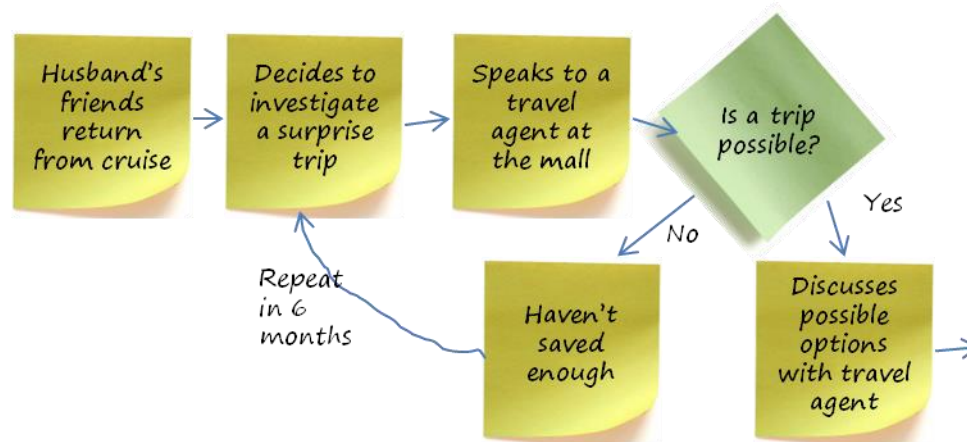 Husband's
friends
return
from cruise
Decides to
investigate
a surprise
trip
Speaks to a
travel
agent at
the mall
Is a trip
possible?
No
Yes
Repeat
in 6
months
Haven't
saved
enough
Discusses
possible
options
with travel
agent